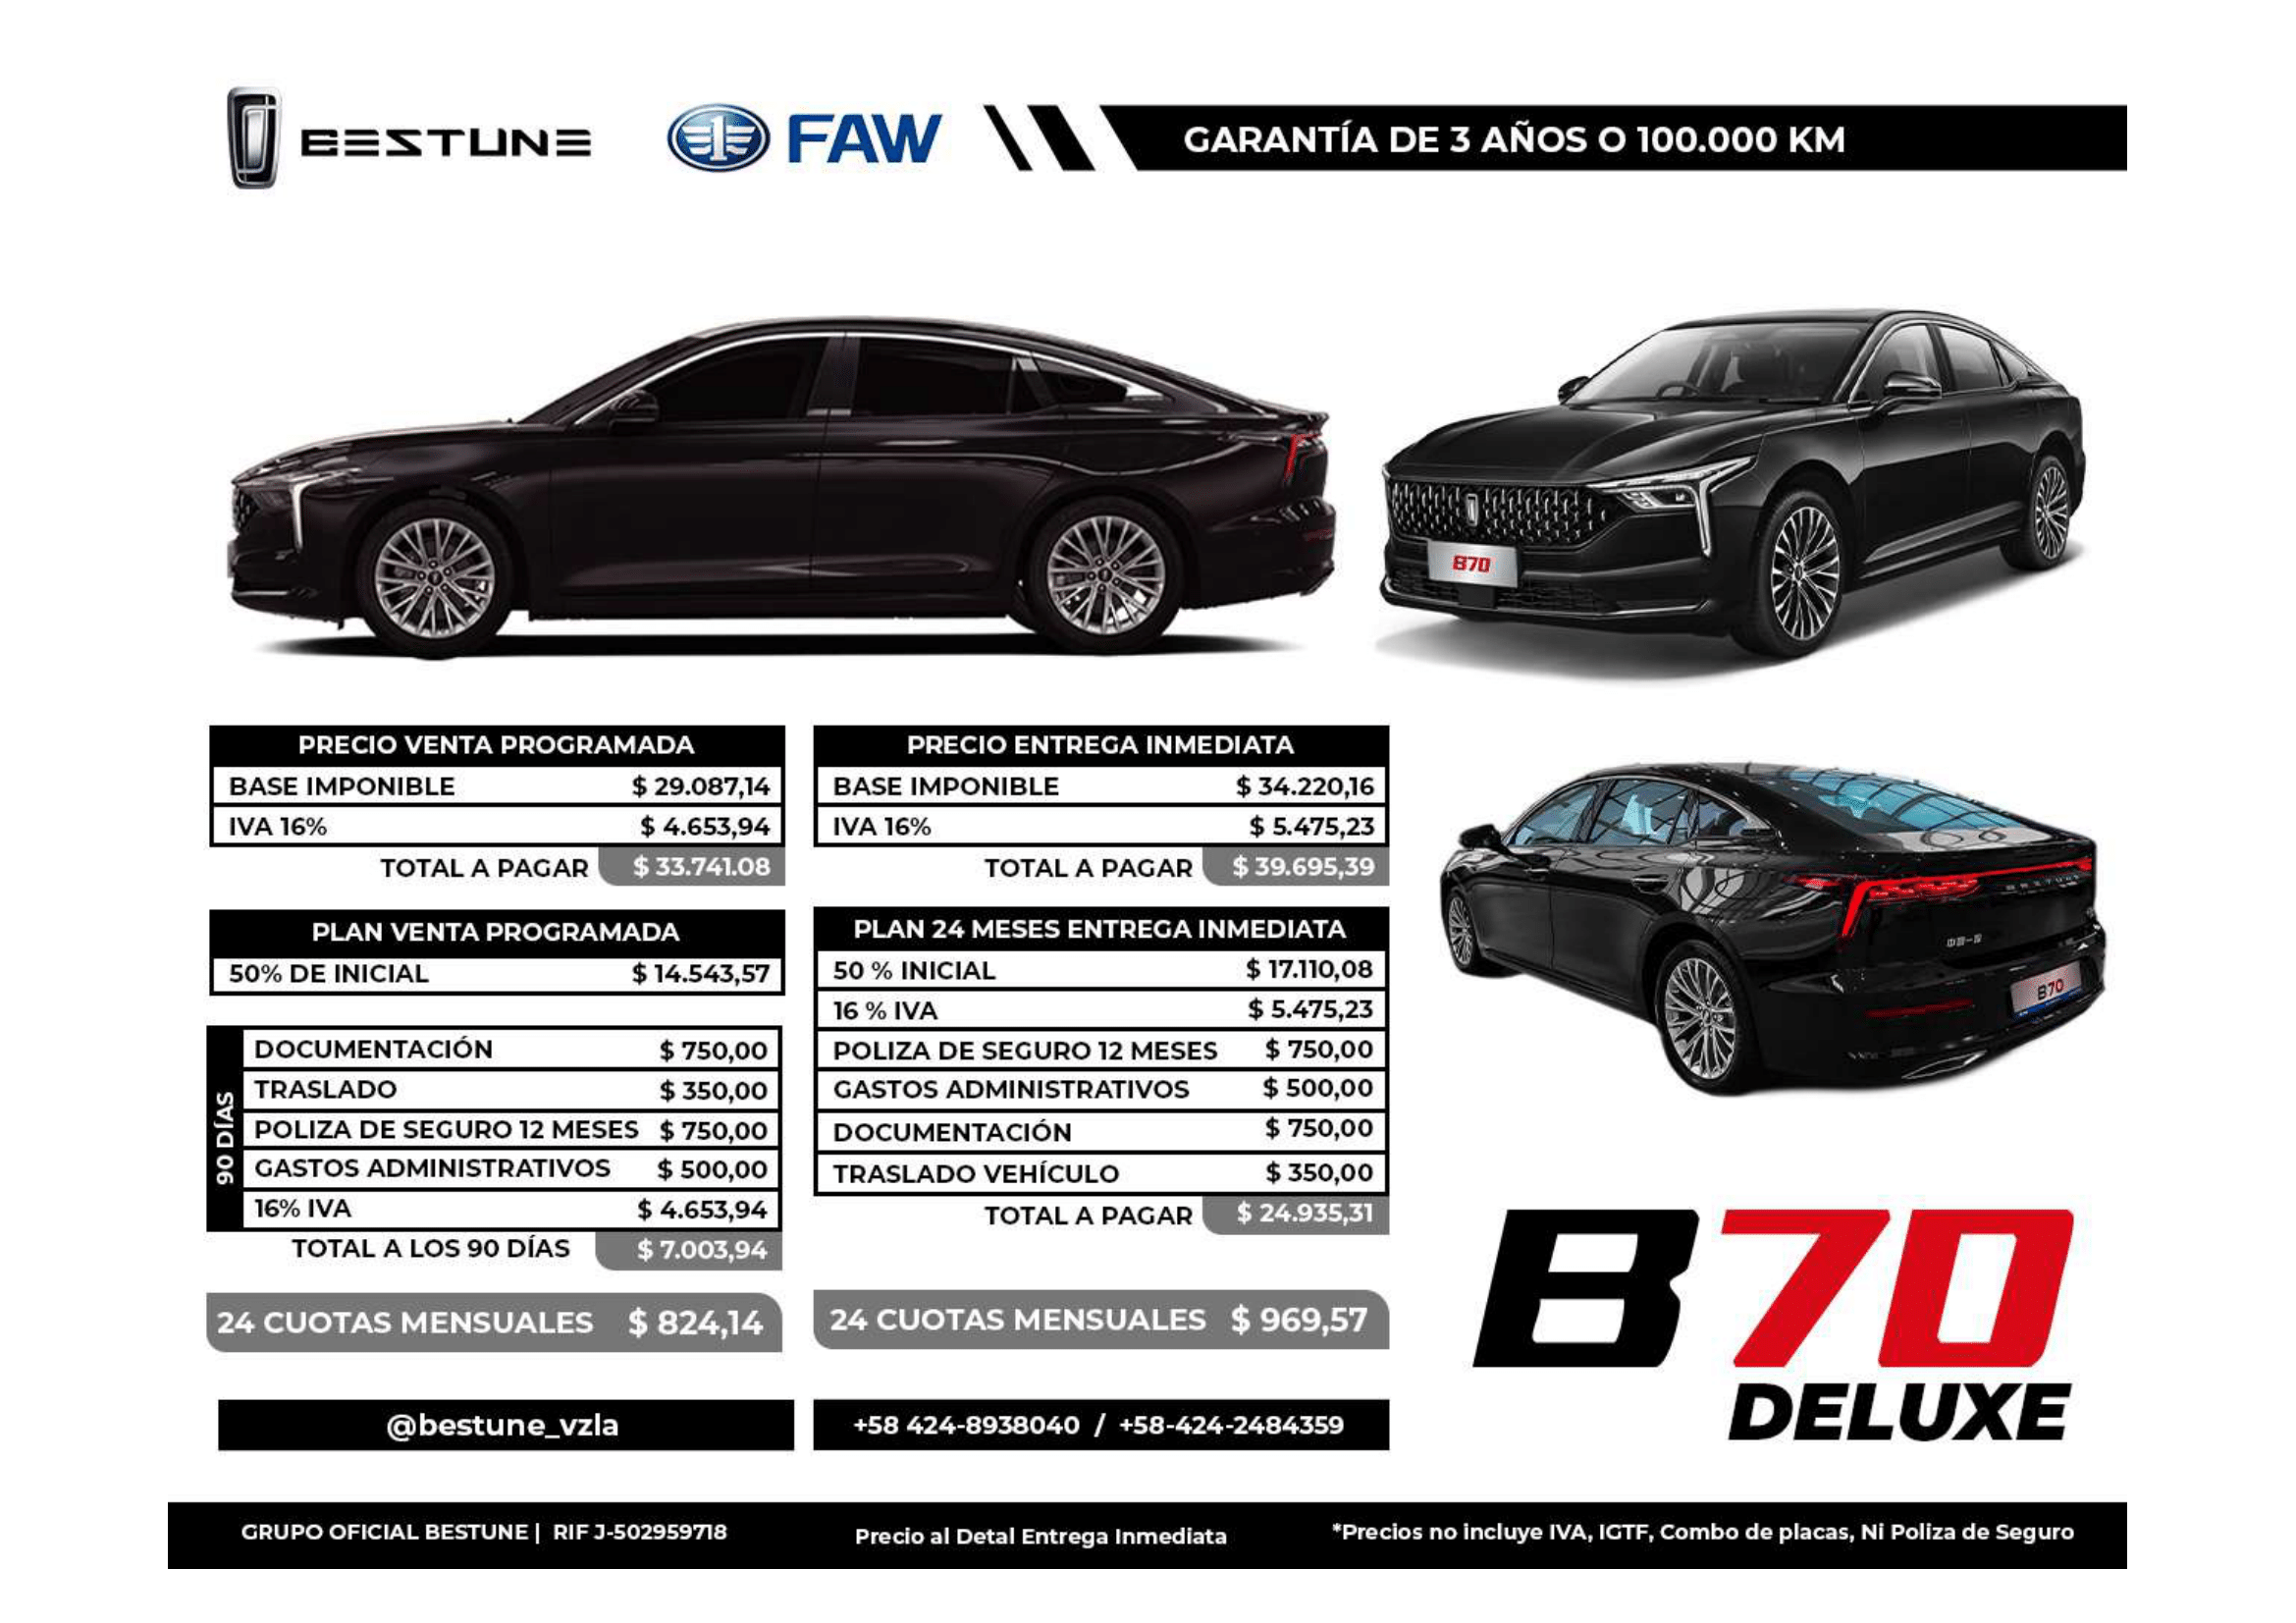 BESTUNE
FAW
GARANTÍA DE 3 AÑOS O 100.000 KM
B70
PRECIO VENTA PROGRAMADA
BASE IMPONIBLE $ 29.087,14
IVA 16% $ 4.653,94
TOTAL A PAGAR $ 33.741.08
PLAN VENTA PROGRAMADA
50% DE INICIAL $ 14.543,57
90 DÍAS
DOCUMENTACIÓN $ 750,00
TRASLADO $ 350,00
POLIZA DE SEGURO 12 MESES $ 750,00
GASTOS ADMINISTRATIVOS $ 500,00
16% IVA $ 4.653,94
TOTAL A LOS 90 DÍAS $ 7.003,94
24 CUOTAS MENSUALES $ 824,14
PRECIO ENTREGA INMEDIATA
BASE IMPONIBLE $ 34.220,16
IVA 16% $ 5.475,23
TOTAL A PAGAR $ 39.695,39
PLAN 24 MESES ENTREGA INMEDIATA
50 % INICIAL $ 17.110,08
16 % IVA $ 5.475,23
POLIZA DE SEGURO 12 MESES $ 750,00
GASTOS ADMINISTRATIVOS $ 500,00
DOCUMENTACIÓN $ 750,00
TRASLADO VEHÍCULO $ 350,00
TOTAL A PAGAR $ 24.935,31
24 CUOTAS MENSUALES $ 969,57
BESTUNE
中国一汽
B70
B70
DELUXE
@bestune_vzla
+58 424-8938040 / +58-424-2484359
GRUPO OFICIAL BESTUNE | RIF J-502959718
Precio al Detal Entrega Inmediata
*Precios no incluye IVA, IGTF, Combo de placas, Ni Poliza de Seguro